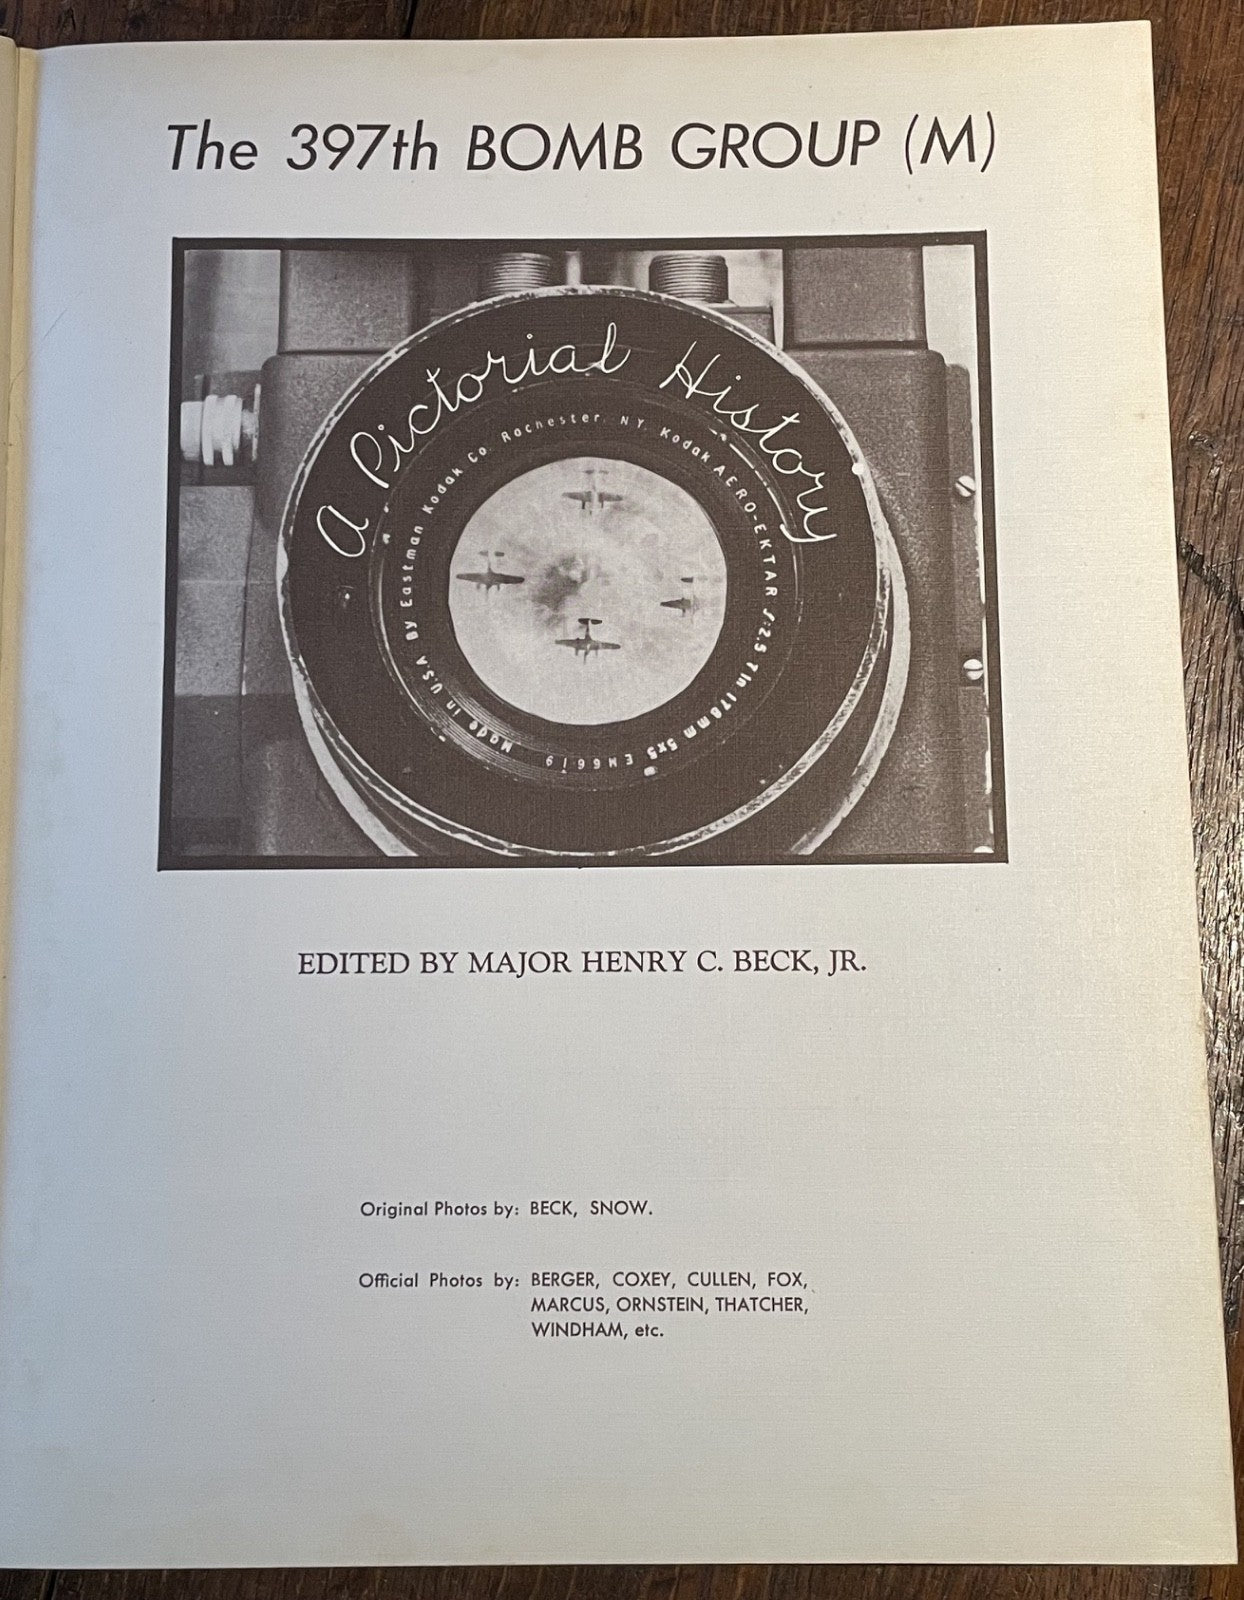 The 397th BOMB GROUP (M)
A Pictorial History
Made in U.S.A. By Eastman Kodak Co. Rochester, N.Y. Kodak AERO-EKTAR f:2.5 7 in 178mm 5x5 EM6619
EDITED BY MAJOR HENRY C. BECK, JR.
Original Photos by: BECK, SNOW.
Official Photos by: BERGER, COXEY, CULLEN, FOX,
MARCUS, ORNSTEIN, THATCHER,
WINDHAM, etc.